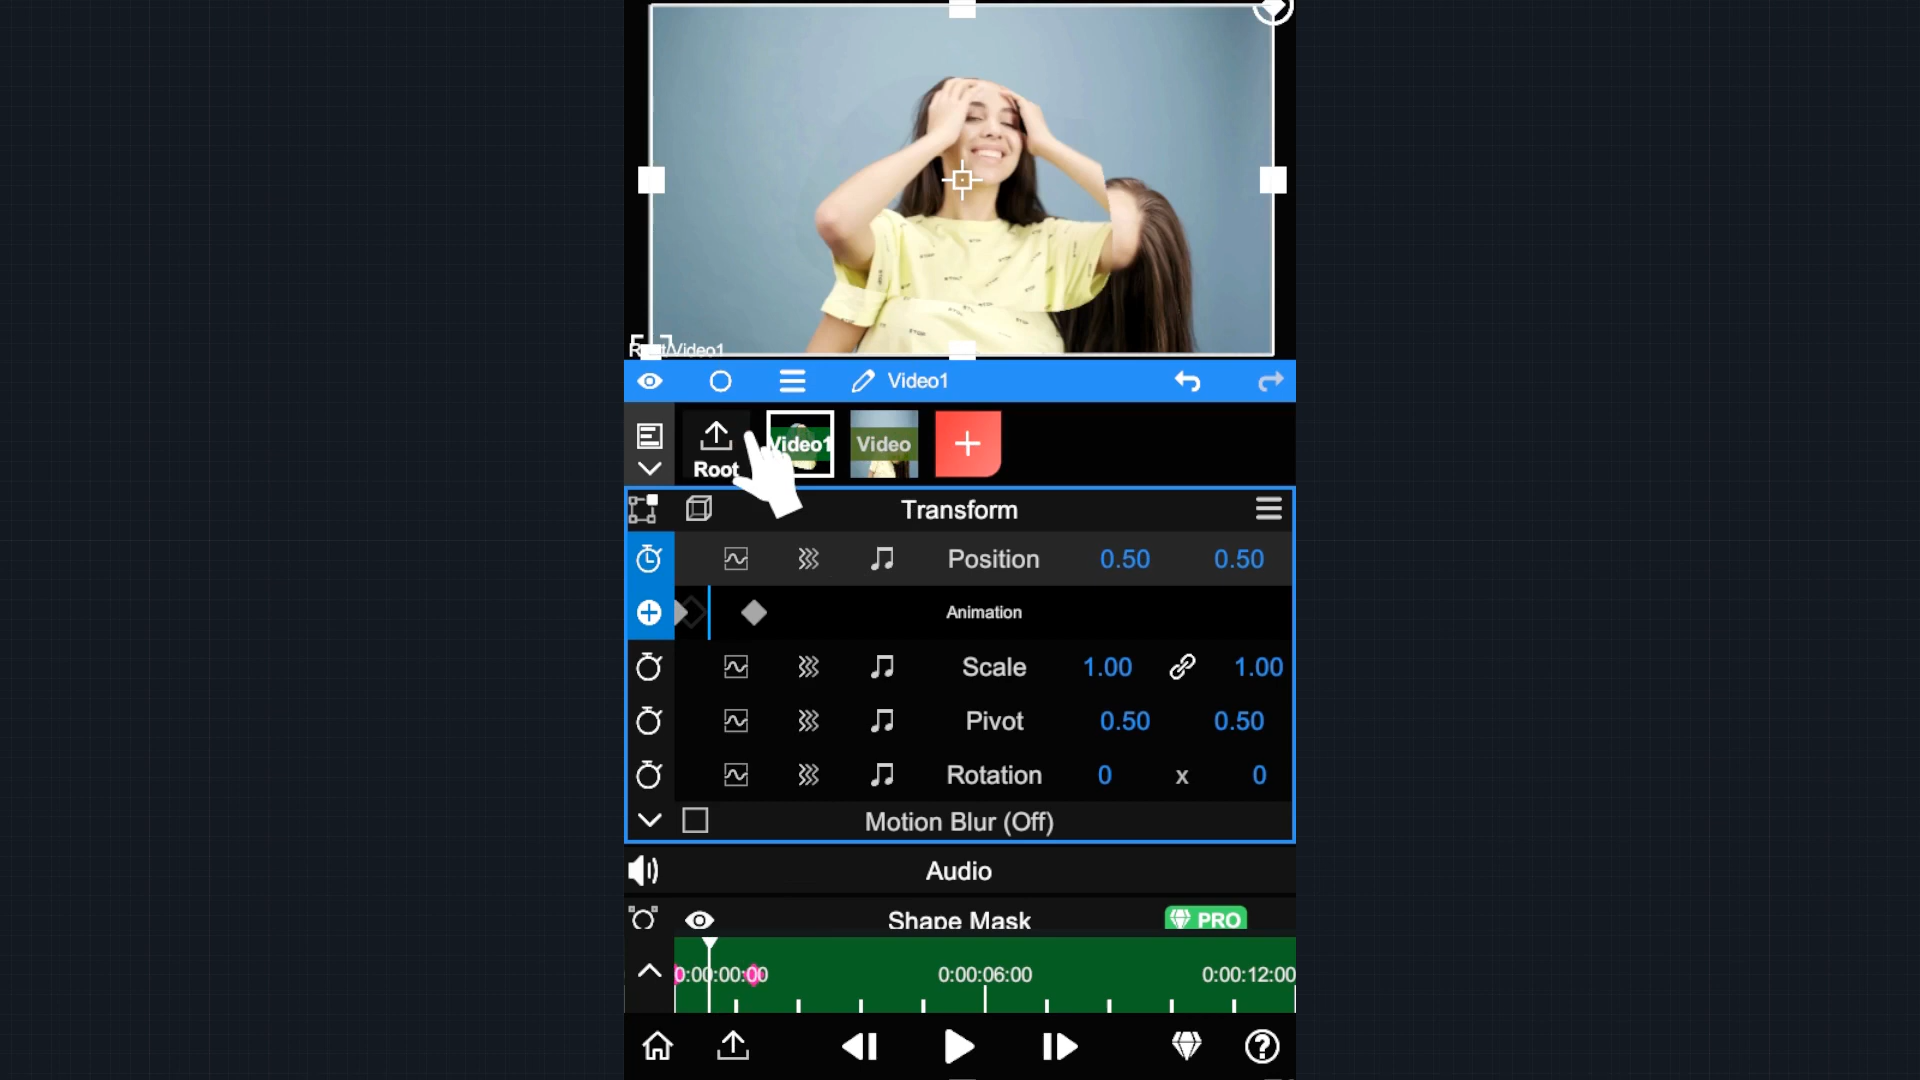 Root/Video1
Video1
Root
Video1
Video
Transform
Position 0.50 0.50
Animation
Scale 1.00 1.00
Pivot 0.50 0.50
Rotation 0 x 0
Motion Blur (Off)
Audio
Shape Mask PRO
0:00:00:00 0:00:06:00 0:00:12:00